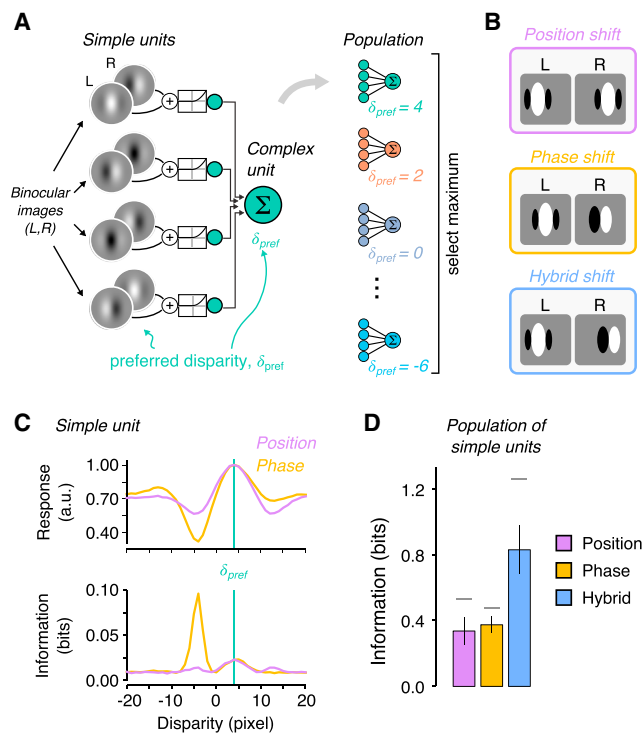 A
Simple units
R
L
+
+
+
+
Binocular
images
(L,R)
Complex
unit
Σ
δpref
preferred disparity, δpref
Population
Σ
δpref = 4
Σ
δpref = 2
Σ
δpref = 0
...
Σ
δpref = -6
select maximum
B
Position shift
L R
Phase shift
L R
Hybrid shift
L R
C
Simple unit
Position
Phase
Response
(a.u.)
1.00
0.70
0.40
δpref
Information
(bits)
0.10
0.05
0.00
-20 -10 0 10 20
Disparity (pixel)
D
Population of
simple units
Information (bits)
1.2
0.8
0.4
0.0
Position
Phase
Hybrid